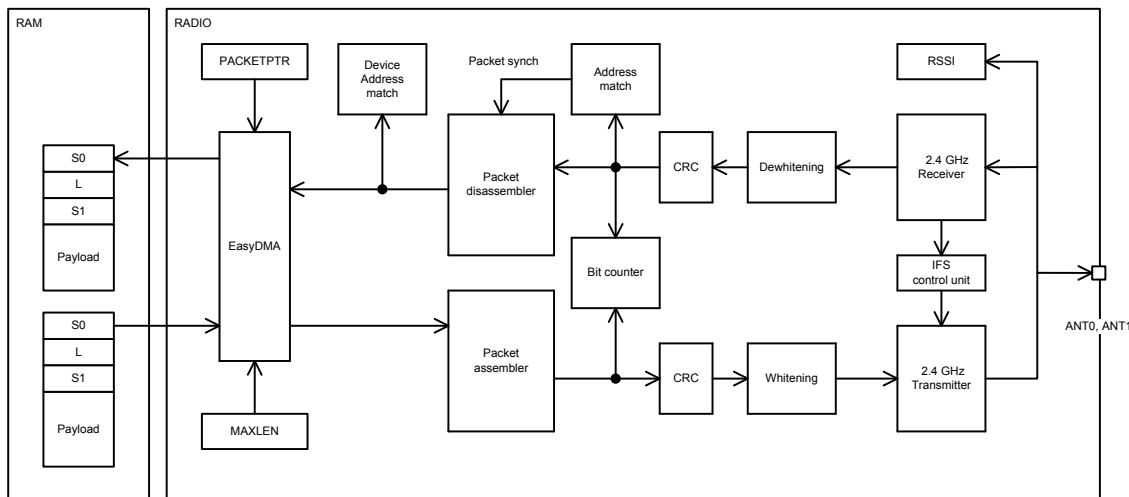 RAM
RADIO
PACKETPTR
Device
Address
match
Packet synch
Address
match
RSSI
S0
L
S1
Payload
EasyDMA
Packet
disassembler
CRC
Dewhitening
2.4 GHz
Receiver
Bit counter
IFS
control unit
ANT0, ANT1
S0
L
S1
Payload
Packet
assembler
CRC
Whitening
2.4 GHz
Transmitter
MAXLEN